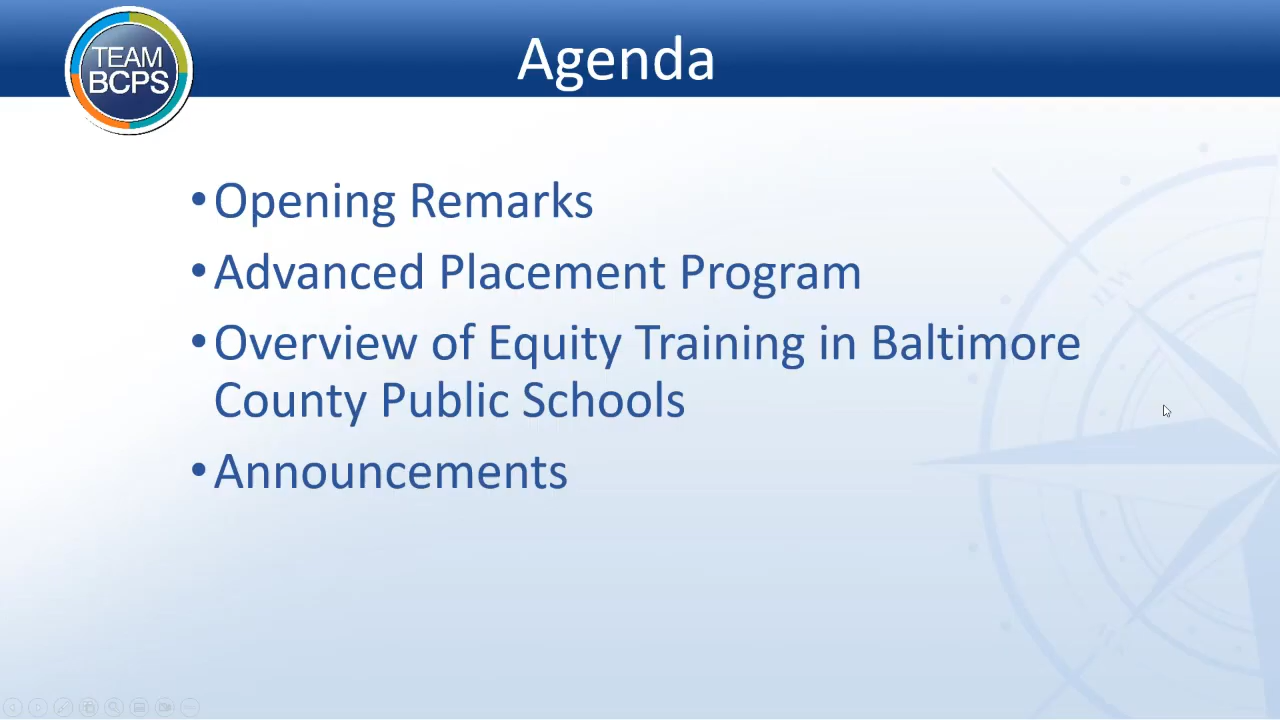 TEAM
BCPS
Agenda
•Opening Remarks
•Advanced Placement Program
•Overview of Equity Training in Baltimore
County Public Schools
•Announcements